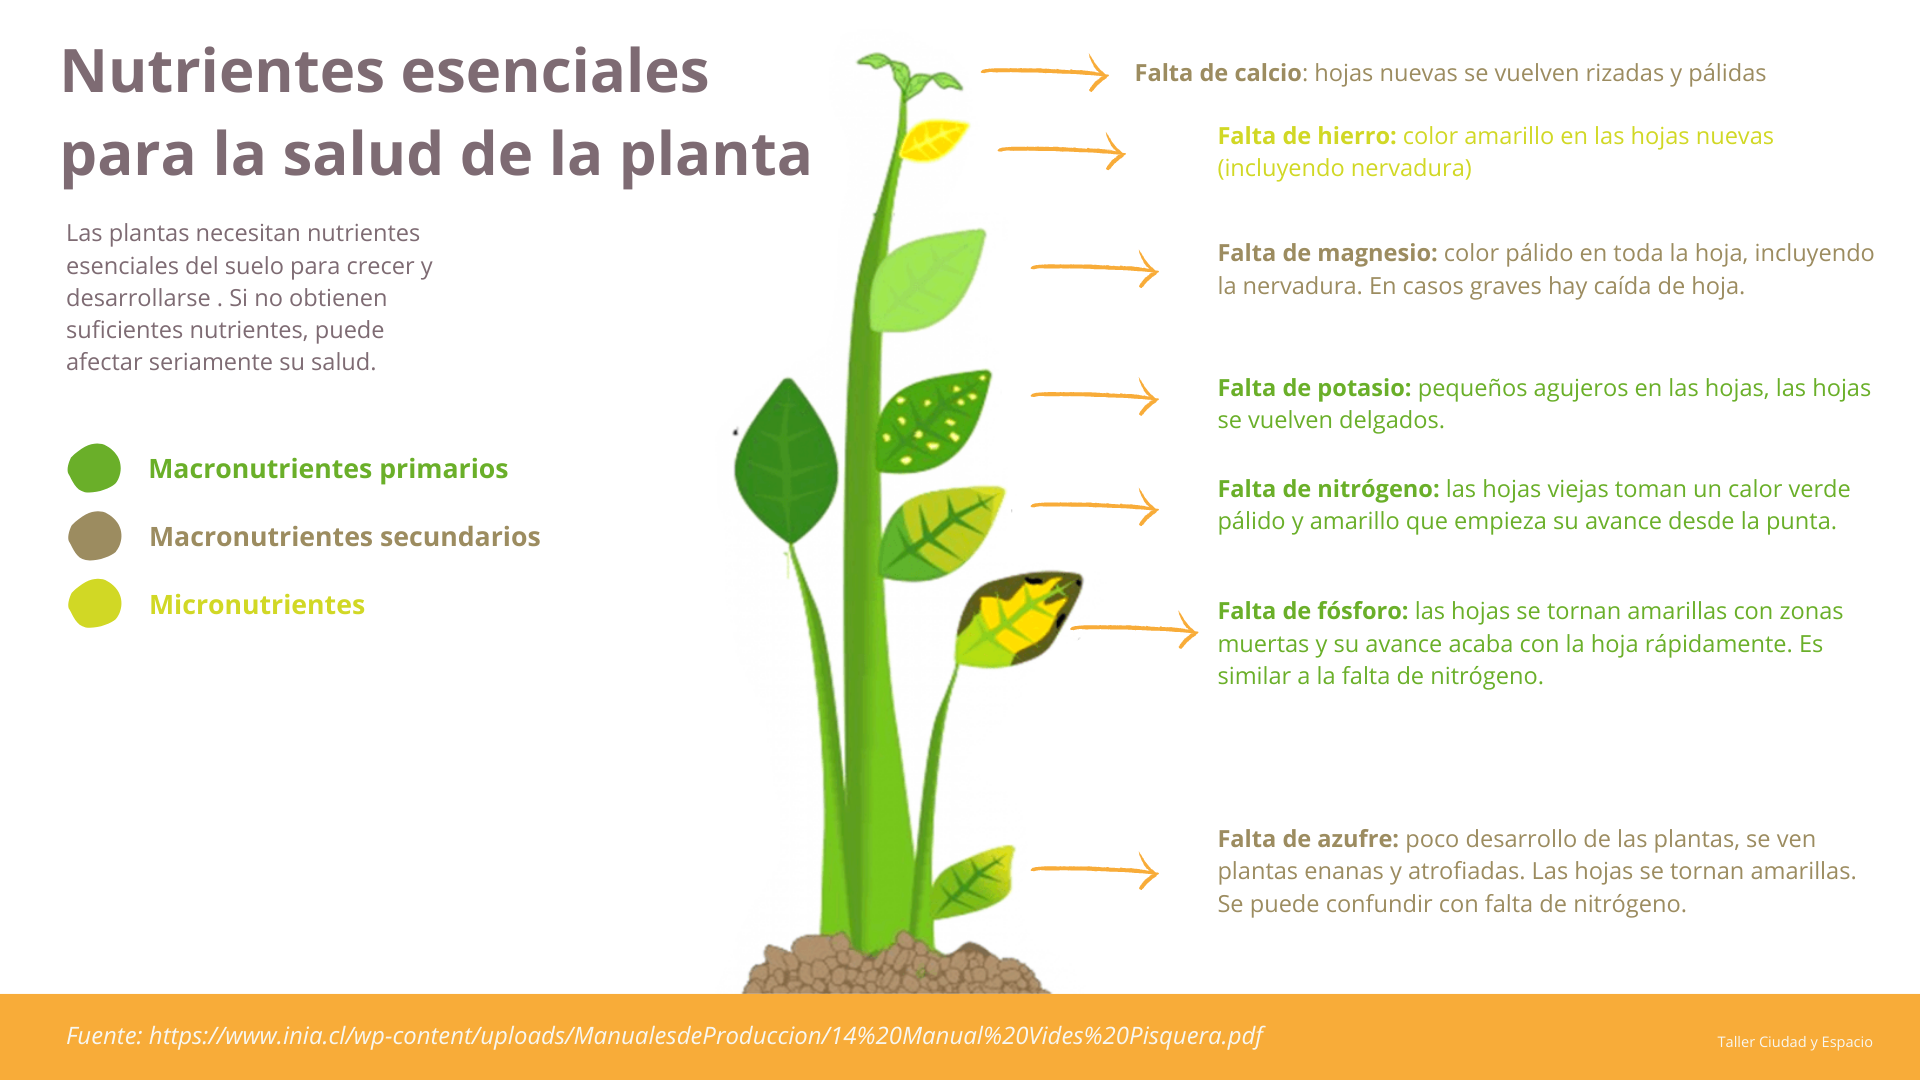 Nutrientes esenciales
para la salud de la planta
Las plantas necesitan nutrientes
esenciales del suelo para crecer y
desarrollarse . Si no obtienen
suficientes nutrientes, puede
afectar seriamente su salud.
Macronutrientes primarios
Macronutrientes secundarios
Micronutrientes
Falta de calcio: hojas nuevas se vuelven rizadas y pálidas
Falta de hierro: color amarillo en las hojas nuevas
(incluyendo nervadura)
Falta de magnesio: color pálido en toda la hoja, incluyendo
la nervadura. En casos graves hay caída de hoja.
Falta de potasio: pequeños agujeros en las hojas, las hojas
se vuelven delgados.
Falta de nitrógeno: las hojas viejas toman un calor verde
pálido y amarillo que empieza su avance desde la punta.
Falta de fósforo: las hojas se tornan amarillas con zonas
muertas y su avance acaba con la hoja rápidamente. Es
similar a la falta de nitrógeno.
Falta de azufre: poco desarrollo de las plantas, se ven
plantas enanas y atrofiadas. Las hojas se tornan amarillas.
Se puede confundir con falta de nitrógeno.
Fuente: https://www.inia.cl/wp-content/uploads/ManualesdeProduccion/14%20Manual%20Vides%20Pisquera.pdf
Taller Ciudad y Espacio